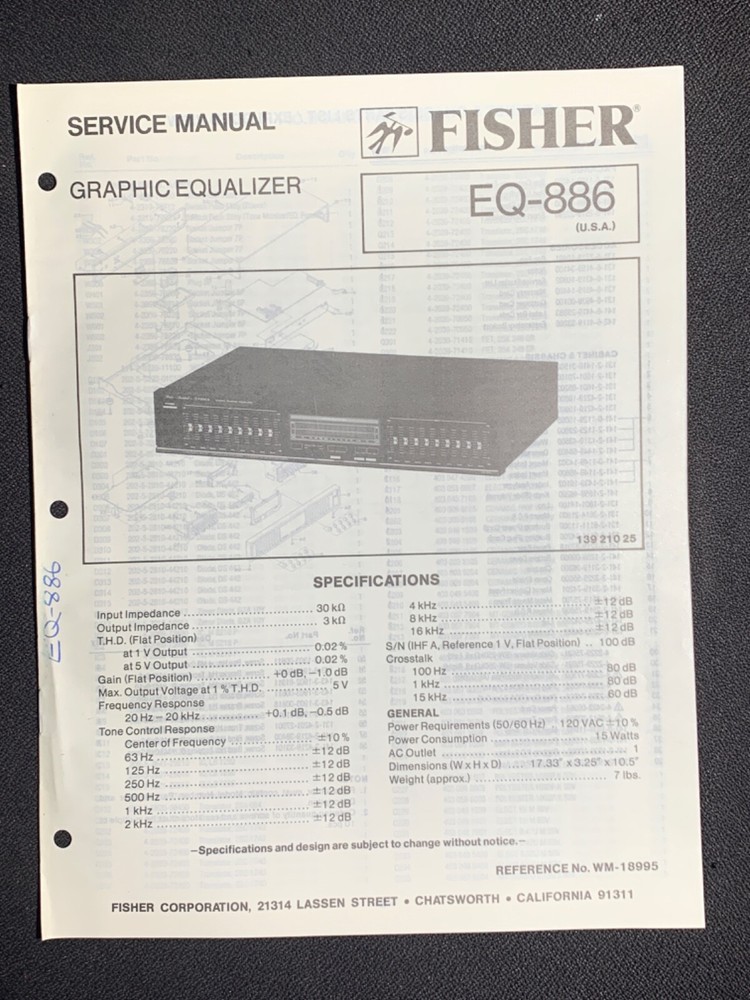 SERVICE MANUAL
FISHER®
GRAPHIC EQUALIZER
EQ-886
(U.S.A.)
139 210 25
EQ-886
SPECIFICATIONS
Input Impedance 30 kΩ
Output Impedance 3 kΩ
T.H.D. (Flat Position)
at 1 V Output 0.02 %
at 5 V Output 0.02 %
Gain (Flat Position) +0 dB, −1.0 dB
Max. Output Voltage at 1 % T.H.D. 5 V
Frequency Response
20 Hz – 20 kHz +0.1 dB, −0.5 dB
Tone Control Response
Center of Frequency ±10 %
63 Hz ±12 dB
125 Hz ±12 dB
250 Hz ±12 dB
500 Hz ±12 dB
1 kHz ±12 dB
2 kHz ±12 dB
4 kHz ±12 dB
8 kHz ±12 dB
16 kHz ±12 dB
S/N (IHF A, Reference 1 V, Flat Position) .. 100 dB
Crosstalk
100 Hz 80 dB
1 kHz 80 dB
15 kHz 60 dB
GENERAL
Power Requirements (50/60 Hz) . 120 VAC ±10 %
Power Consumption 15 Watts
AC Outlet 1
Dimensions (W x H x D) 17.33" x 3.25" x 10.5"
Weight (approx.) 7 lbs.
–Specifications and design are subject to change without notice.–
REFERENCE No. WM-18995
FISHER CORPORATION, 21314 LASSEN STREET • CHATSWORTH • CALIFORNIA 91311